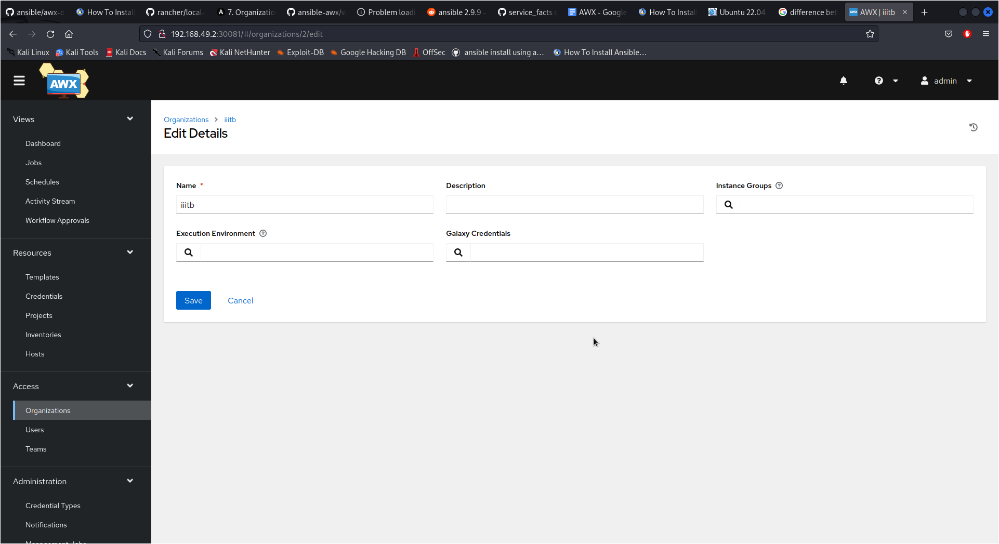 ansible/awx-o
How To Instal
rancher/local-
7. Organizatio
ansible-awx/w
Problem loadi
ansible 2.9.9 -
service_facts
AWX - Google
How To Instal
Ubuntu 22.04
difference bet
AWX | iiitb
192.168.49.2:30081/#/organizations/2/edit
Kali Linux
Kali Tools
Kali Docs
Kali Forums
Kali NetHunter
Exploit-DB
Google Hacking DB
OffSec
ansible install using a…
How To Install Ansible…
AWX
admin
Views
Dashboard
Jobs
Schedules
Activity Stream
Workflow Approvals
Resources
Templates
Credentials
Projects
Inventories
Hosts
Access
Organizations
Users
Teams
Administration
Credential Types
Notifications
Management Jobs
Organizations > iiitb
Edit Details
Name *
iiitb
Description
Instance Groups
Execution Environment
Galaxy Credentials
Save
Cancel